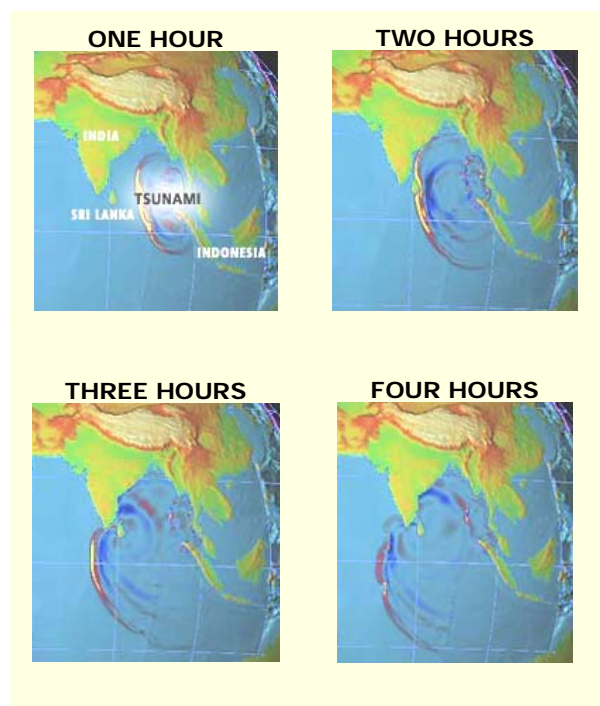 ONE HOUR
TWO HOURS
INDIA
TSUNAMI
SRI LANKA
INDONESIA
THREE HOURS
FOUR HOURS